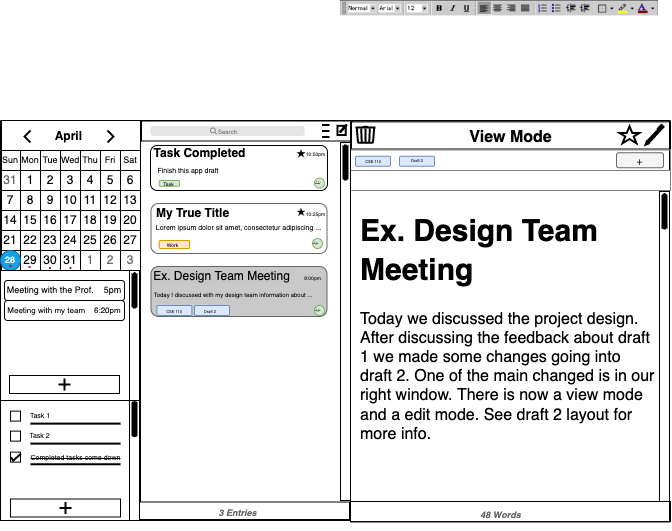 Normal Arial 12 B I U
April
Sun Mon Tue Wed Thu Fri Sat
31 1 2 3 4 5 6
7 8 9 10 11 12 13
14 15 16 17 18 19 20
21 22 23 24 25 26 27
28 29 30 31 1 2 3
Meeting with the Prof. 5pm
Meeting with my team 6:20pm
+
Task 1
Task 2
Completed tasks come down
+
Search
Task Completed 10:50pm
Finish this app draft
Task
My True Title 10:25pm
Lorem ipsum dolor sit amet, consectetur adipiscing ...
Work
Ex. Design Team Meeting 8:00pm
Today I discussed with my design team information about ...
CSE 110 Draft 2
3 Entries
View Mode
CSE 110 Draft 2 +
Ex. Design Team
Meeting
Today we discussed the project design.
After discussing the feedback about draft
1 we made some changes going into
draft 2. One of the main changed is in our
right window. There is now a view mode
and a edit mode. See draft 2 layout for
more info.
48 Words